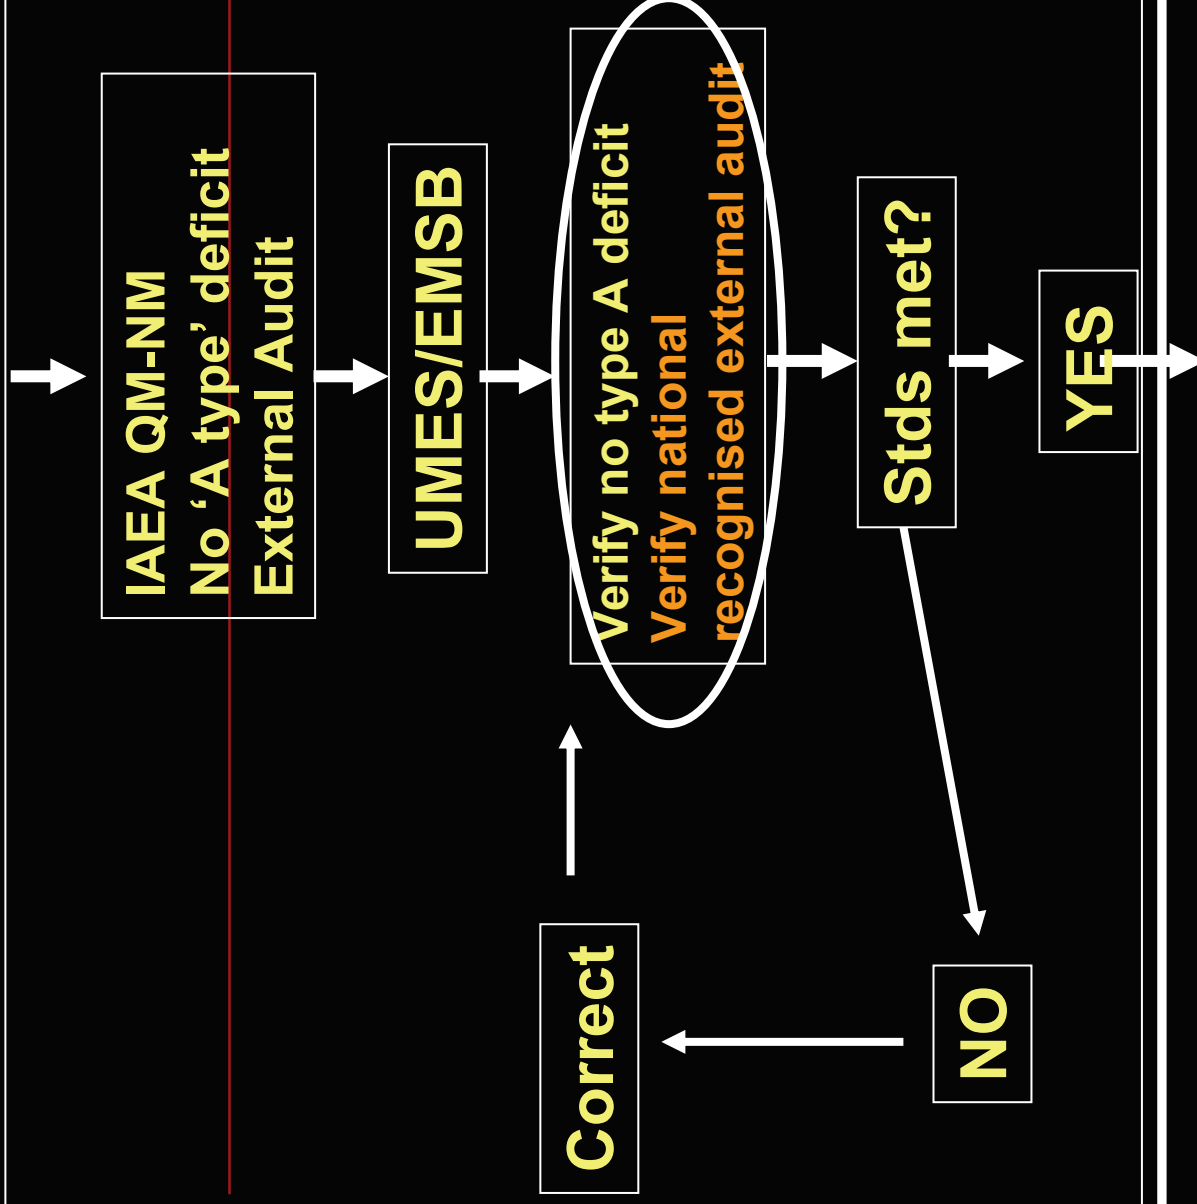 IAEA QM-NM
No ‘A type’ deficit
External Audit
UMES/EMSB
Verify no type A deficit
Verify national
recognised external audit
Stds met?
YES
NO
Correct